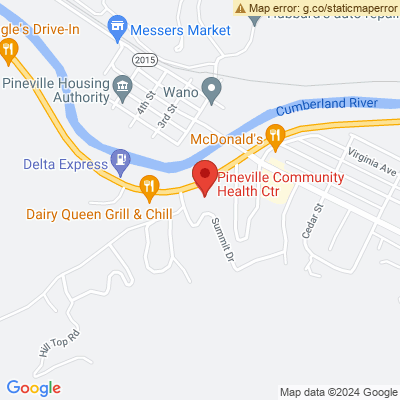 Hubbard's auto repair
Map error: g.co/staticmaperror
gle's Drive-In
Messers Market
2015
Pineville Housing
Authority
4th St
3rd St
Wano
Cumberland River
McDonald's
Virginia Ave
Delta Express
Pineville Community
Health Ctr
Dairy Queen Grill & Chill
Summit Dr
Cedar St
Hill Top Rd
Google
Map data ©2024 Google